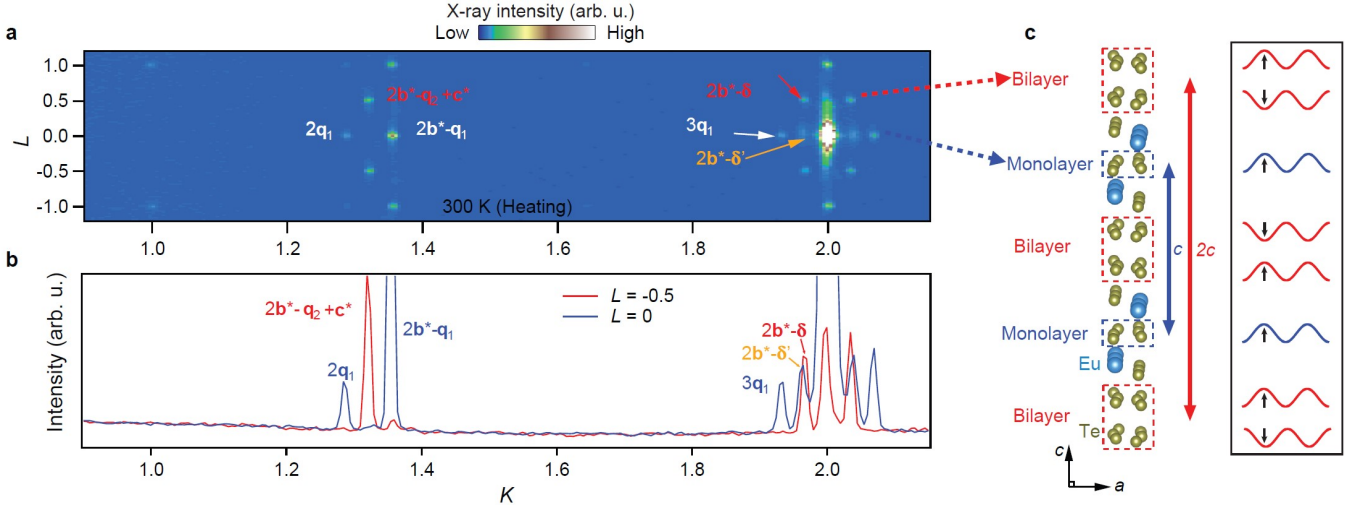 X-ray intensity (arb. u.)
Low High
a
c
1.0
0.5
0.0
-0.5
-1.0
L
2b*-q₂+c*
2q₁
2b*-q₁
2b*-δ
3q₁
2b*-δ'
300 K (Heating)
1.0 1.2 1.4 1.6 1.8 2.0
b
Intensity (arb. u.)
2b*-q₂+c*
2q₁
2b*-q₁
L = -0.5
L = 0
2b*-δ
2b*-δ'
3q₁
1.0 1.2 1.4 1.6 1.8 2.0
K
Bilayer
Monolayer
Bilayer
c
2c
Monolayer
Eu
Bilayer
Te
c
a